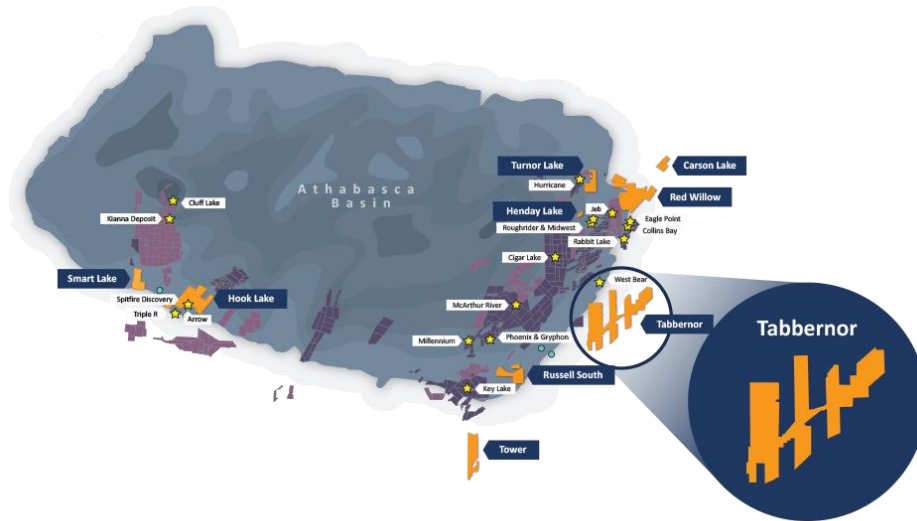 Athabasca
Basin
Turnor Lake
Hurricane
Carson Lake
Red Willow
Cluff Lake
Kianna Deposit
Henday Lake
Jeb
Roughrider & Midwest
Eagle Point
Collins Bay
Rabbit Lake
Cigar Lake
Smart Lake
Spitfire Discovery
Hook Lake
Triple R
Arrow
West Bear
McArthur River
Tabbernor
Millennium
Phoenix & Gryphon
Russell South
Key Lake
Tower
Tabbernor